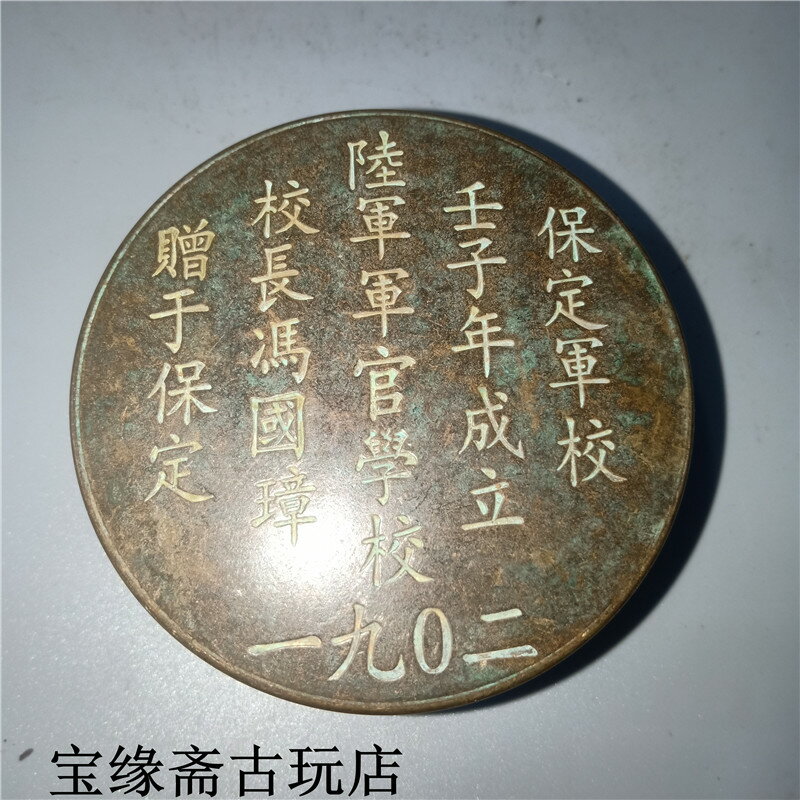 保定軍校
壬子年成立
陸軍軍官學校
校長馮國璋
贈于保定
一九0二
宝缘斋古玩店